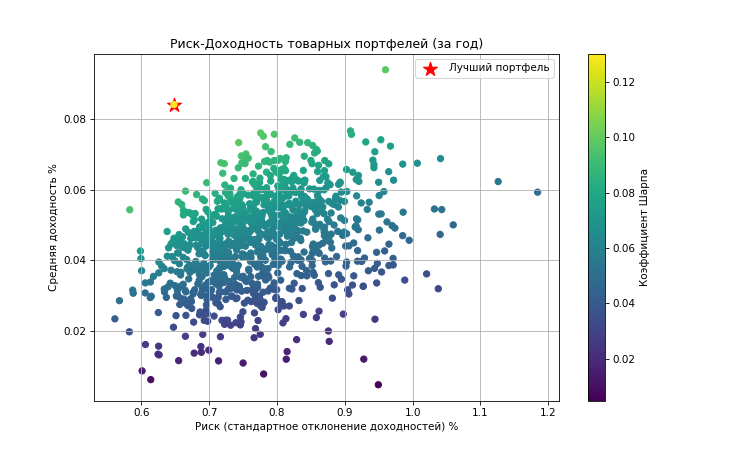 Риск-Доходность товарных портфелей (за год)
Лучший портфель
Средняя доходность %
0.08
0.06
0.04
0.02
0.6 0.7 0.8 0.9 1.0 1.1 1.2
Риск (стандартное отклонение доходностей) %
0.12
0.10
0.08
0.06
0.04
0.02
Коэффициент Шарпа